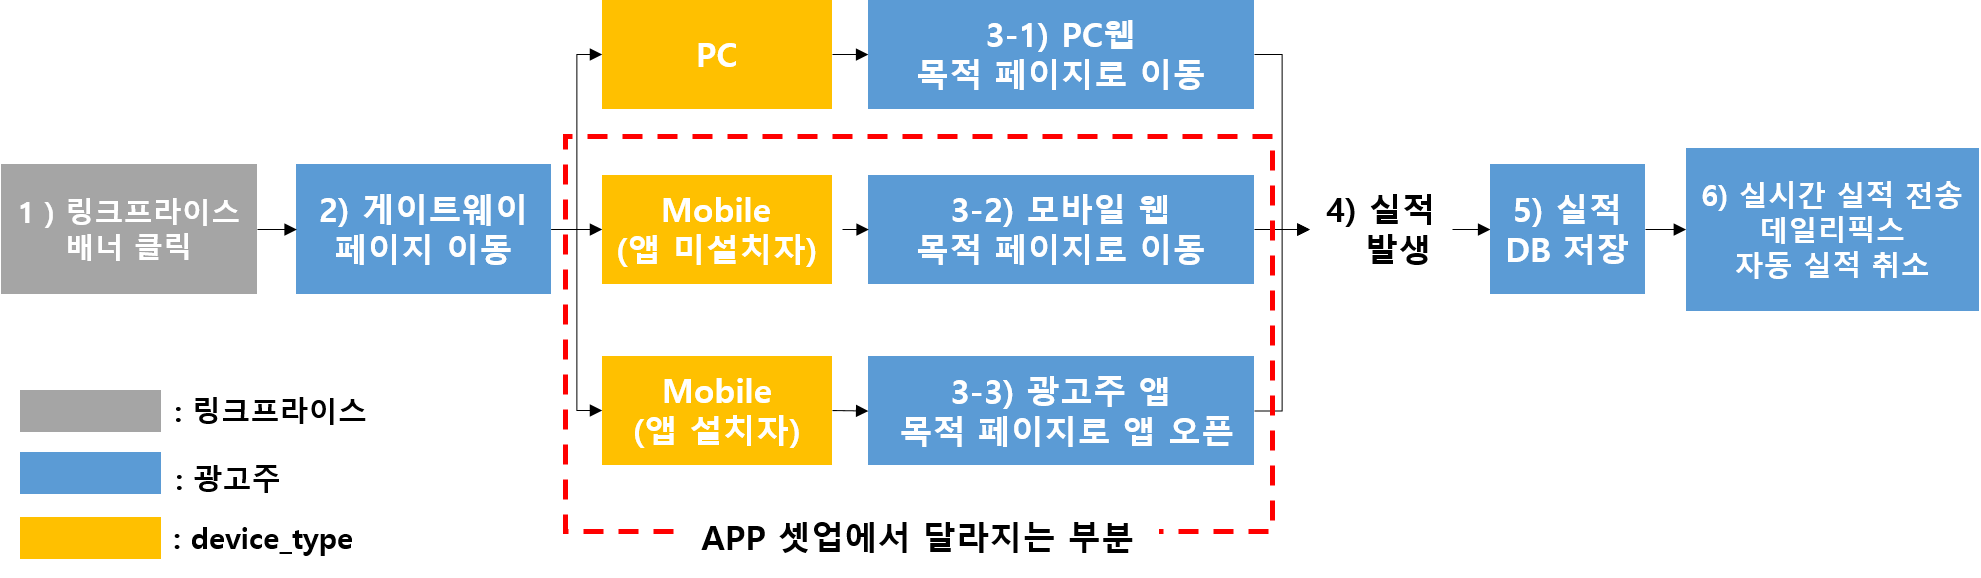 1 ) 링크프라이스
배너 클릭
2) 게이트웨이
페이지 이동
PC
3-1) PC웹
목적 페이지로 이동
Mobile
(앱 미설치자)
3-2) 모바일 웹
목적 페이지로 이동
Mobile
(앱 설치자)
3-3) 광고주 앱
목적 페이지로 앱 오픈
APP 셋업에서 달라지는 부분
4) 실적
발생
5) 실적
DB 저장
6) 실시간 실적 전송
데일리픽스
자동 실적 취소
: 링크프라이스
: 광고주
: device_type